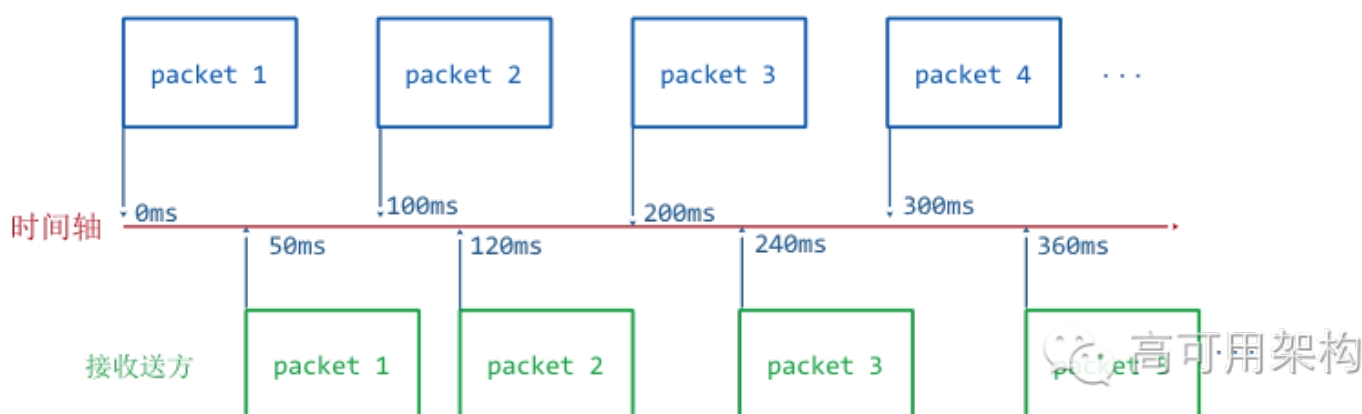 packet 1 packet 2 packet 3 packet 4 ...
0ms 100ms 200ms 300ms
时间轴
50ms 120ms 240ms 360ms
接收送方 packet 1 packet 2 packet 3 ...
高可用架构